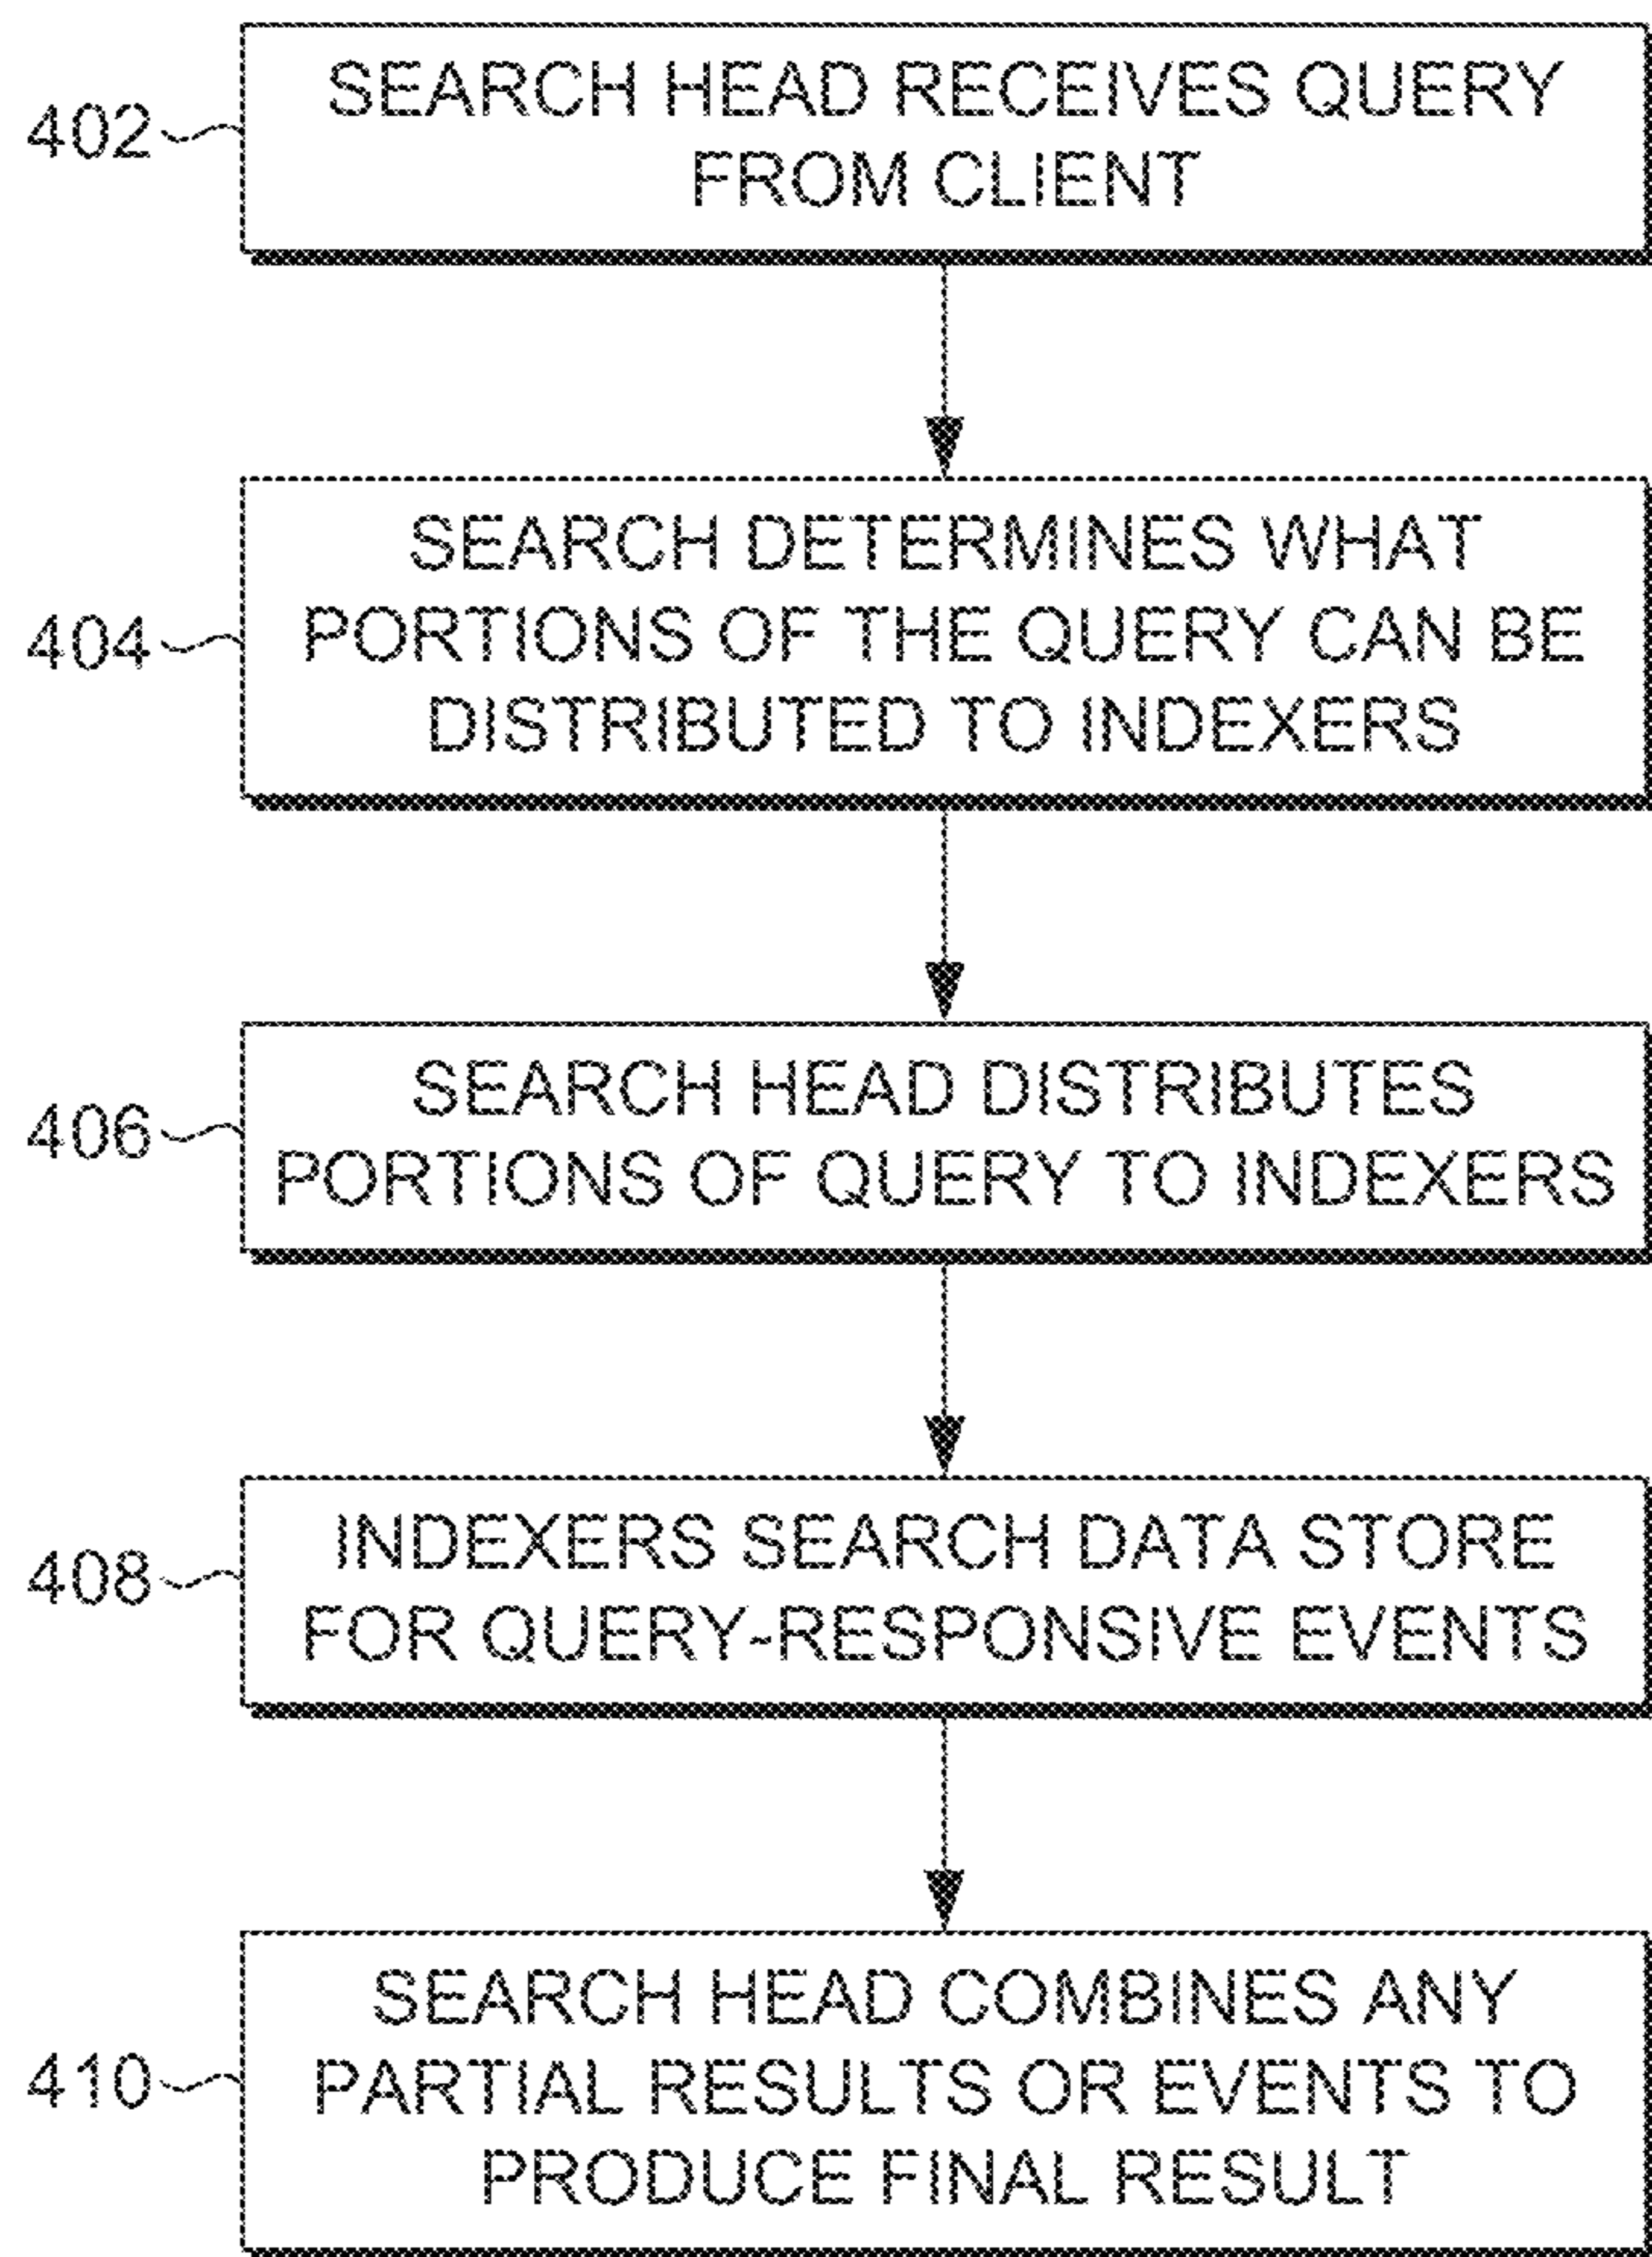 402
SEARCH HEAD RECEIVES QUERY
FROM CLIENT
404
SEARCH DETERMINES WHAT
PORTIONS OF THE QUERY CAN BE
DISTRIBUTED TO INDEXERS
406
SEARCH HEAD DISTRIBUTES
PORTIONS OF QUERY TO INDEXERS
408
INDEXERS SEARCH DATA STORE
FOR QUERY-RESPONSIVE EVENTS
410
SEARCH HEAD COMBINES ANY
PARTIAL RESULTS OR EVENTS TO
PRODUCE FINAL RESULT